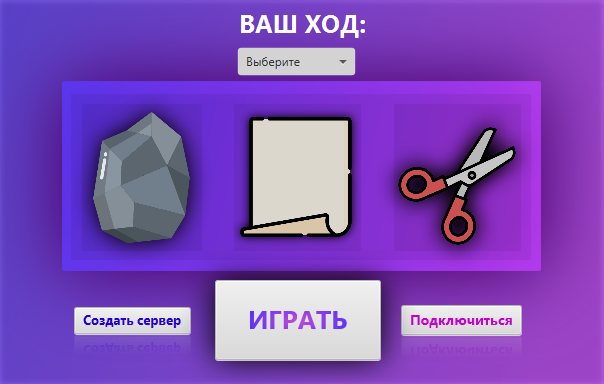 ВАШ ХОД:
Выберите
Создать сервер
ИГРАТЬ
Подключиться